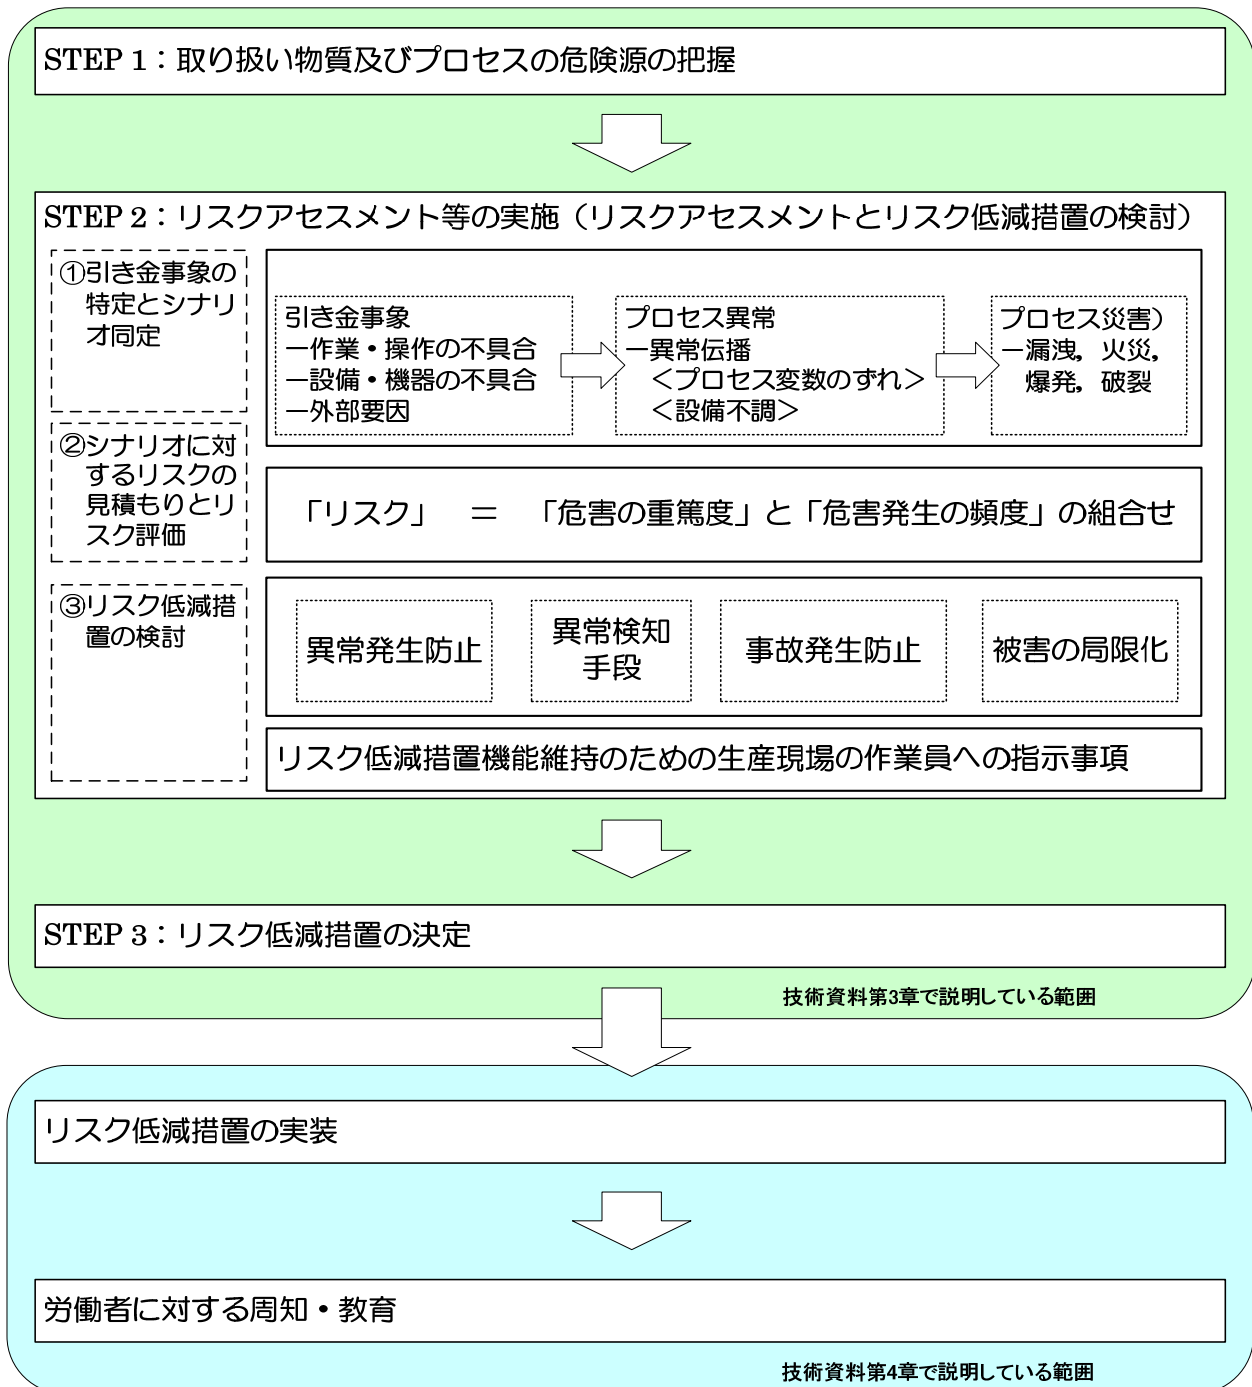 STEP 1：取り扱い物質及びプロセスの危険源の把握
STEP 2：リスクアセスメント等の実施（リスクアセスメントとリスク低減措置の検討）
①引き金事象の
特定とシナリ
オ同定
引き金事象
－作業・操作の不具合
－設備・機器の不具合
－外部要因
プロセス異常
－異常伝播
＜プロセス変数のずれ＞
＜設備不調＞
プロセス災害）
－漏洩，火災，
爆発，破裂
②シナリオに対
するリスクの
見積もりとリ
スク評価
「リスク」　＝　「危害の重篤度」と「危害発生の頻度」の組合せ
③リスク低減措
置の検討
異常発生防止
異常検知
手段
事故発生防止
被害の局限化
リスク低減措置機能維持のための生産現場の作業員への指示事項
STEP 3：リスク低減措置の決定
技術資料第3章で説明している範囲
リスク低減措置の実装
労働者に対する周知・教育
技術資料第4章で説明している範囲